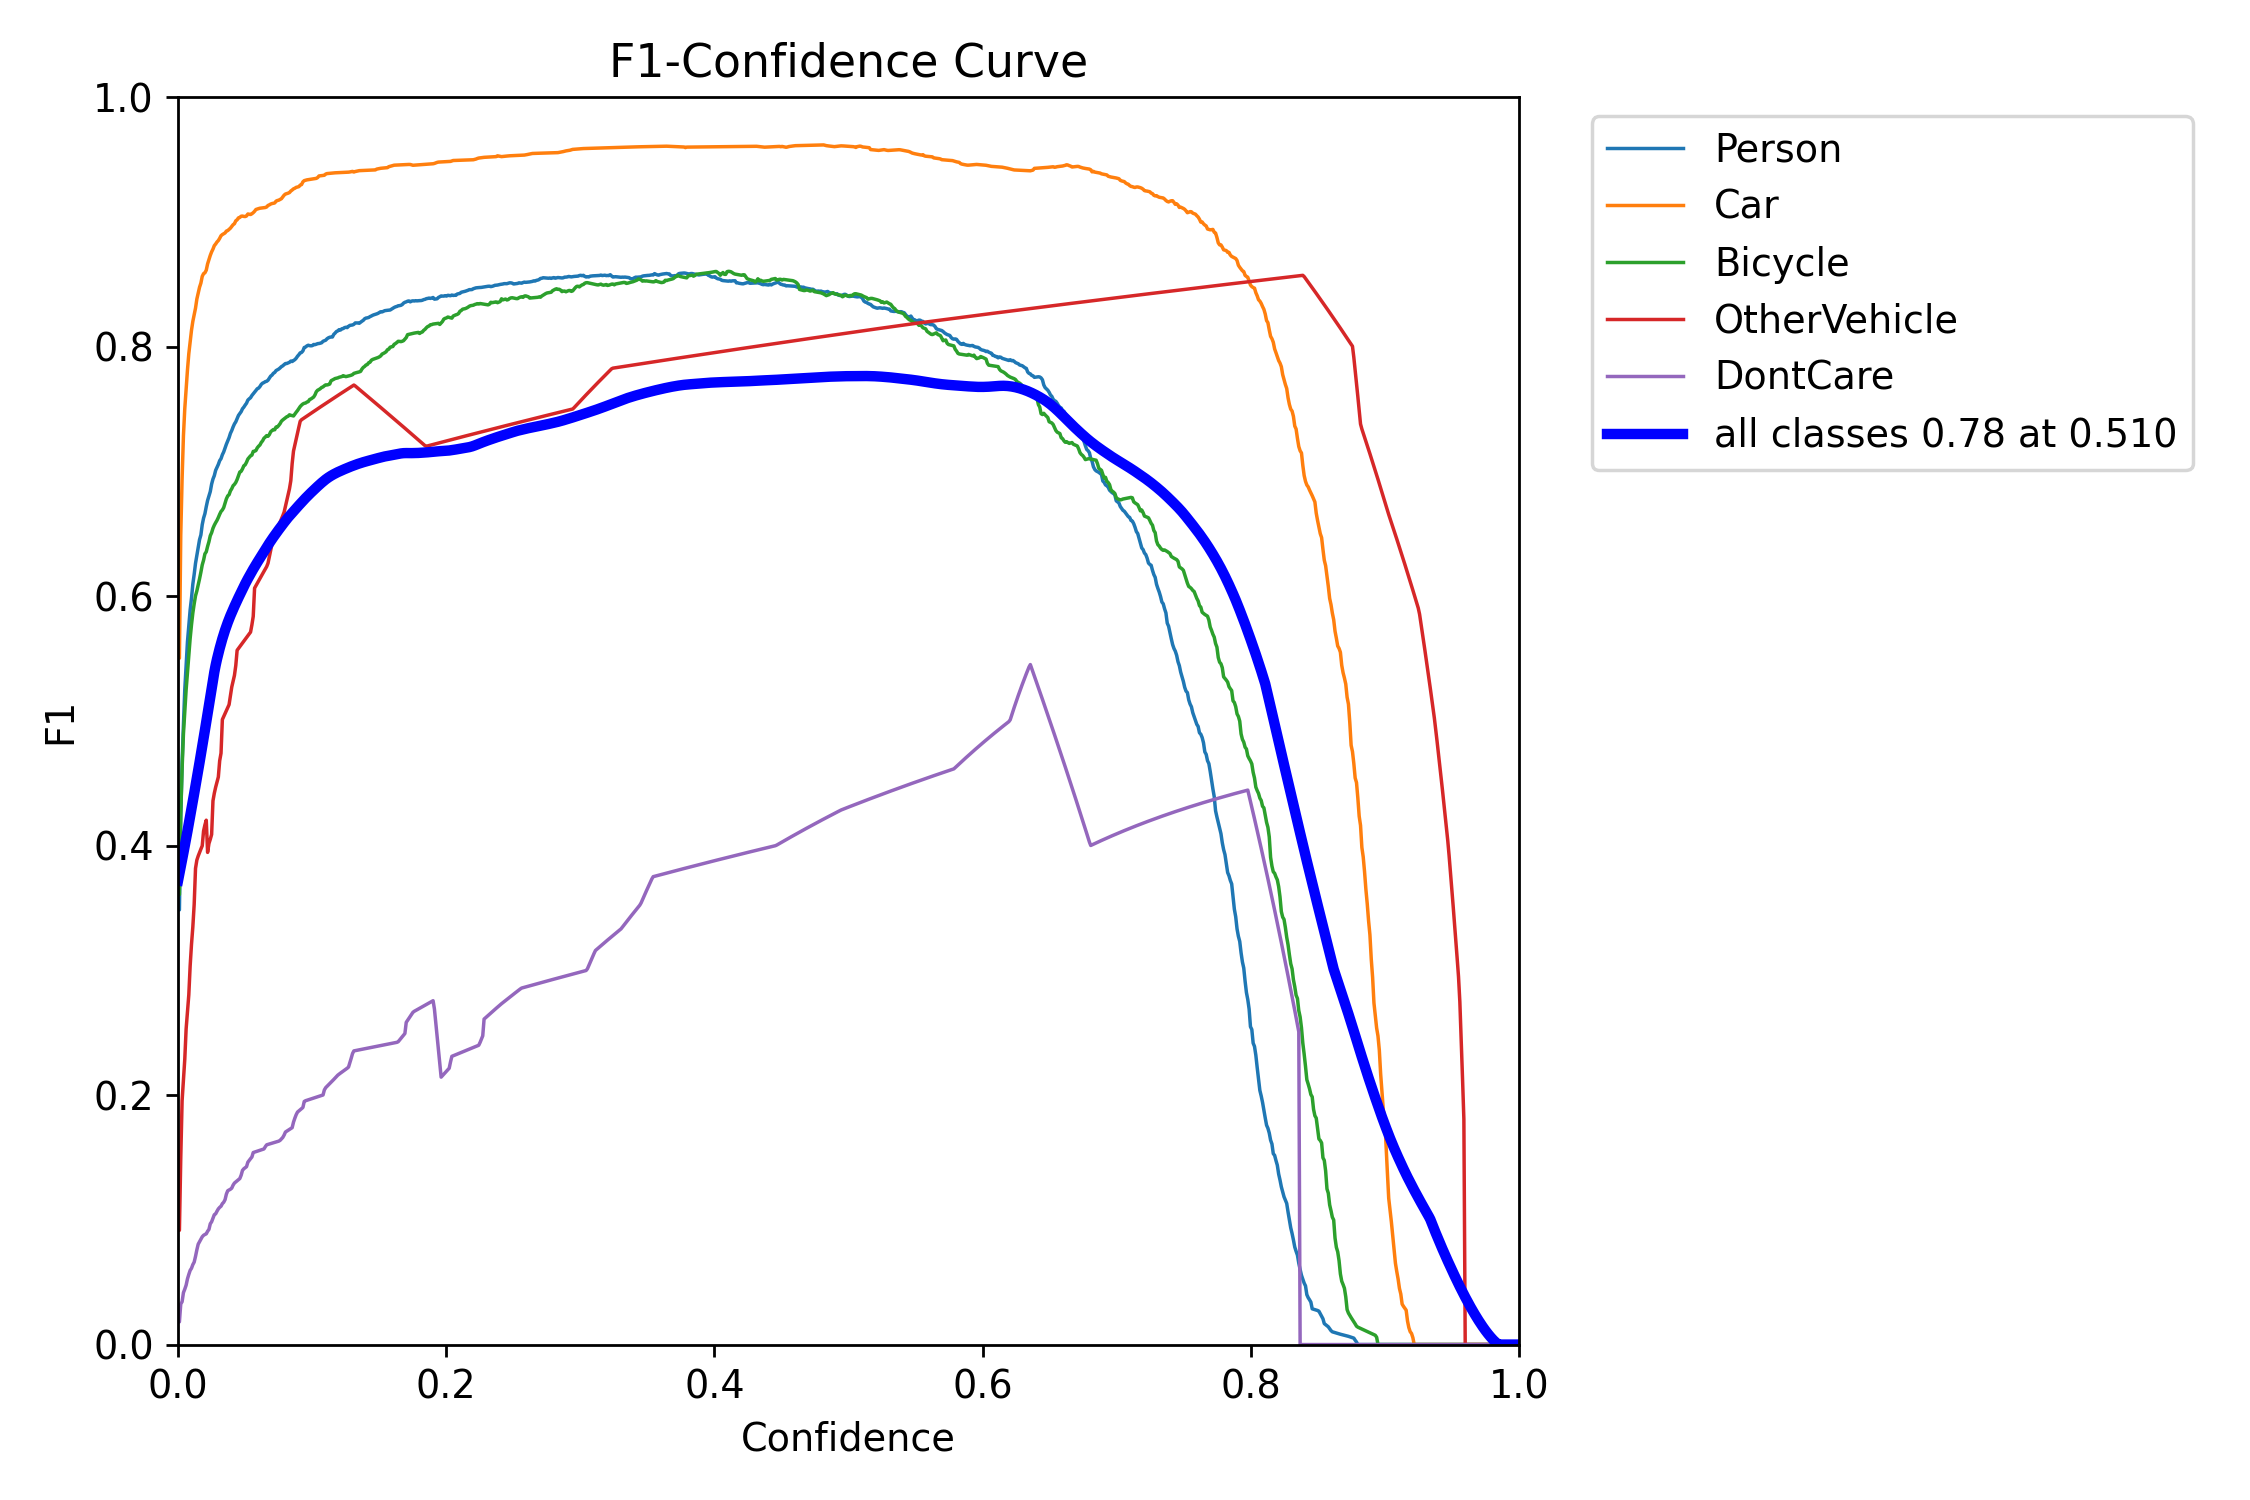 F1-Confidence Curve
1.0
0.8
0.6
0.4
0.2
0.0
F1
0.0 0.2 0.4 0.6 0.8 1.0
Confidence
Person
Car
Bicycle
OtherVehicle
DontCare
all classes 0.78 at 0.510